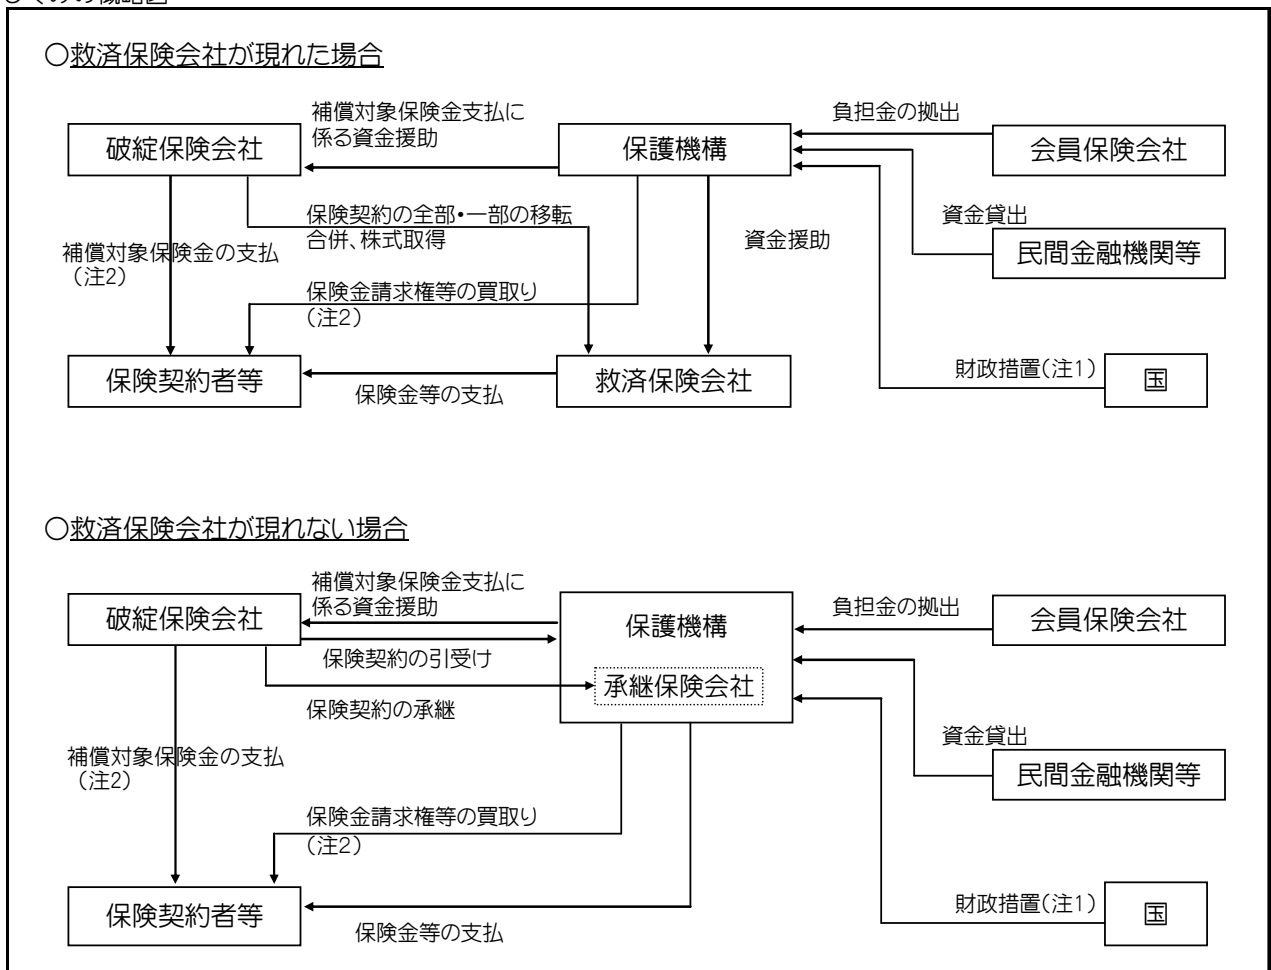 ○救済保険会社が現れた場合
補償対象保険金支払に
係る資金援助
負担金の拠出
破綻保険会社
保護機構
会員保険会社
保険契約の全部・一部の移転
合併、株式取得
資金貸出
補償対象保険金の支払
（注2）
資金援助
民間金融機関等
保険金請求権等の買取り
（注2）
保険契約者等
救済保険会社
財政措置（注1）
国
保険金等の支払
○救済保険会社が現れない場合
補償対象保険金支払に
係る資金援助
負担金の拠出
破綻保険会社
保護機構
会員保険会社
保険契約の引受け
承継保険会社
保険契約の承継
資金貸出
補償対象保険金の支払
（注2）
民間金融機関等
保険金請求権等の買取り
（注2）
保険契約者等
財政措置（注1）
国
保険金等の支払